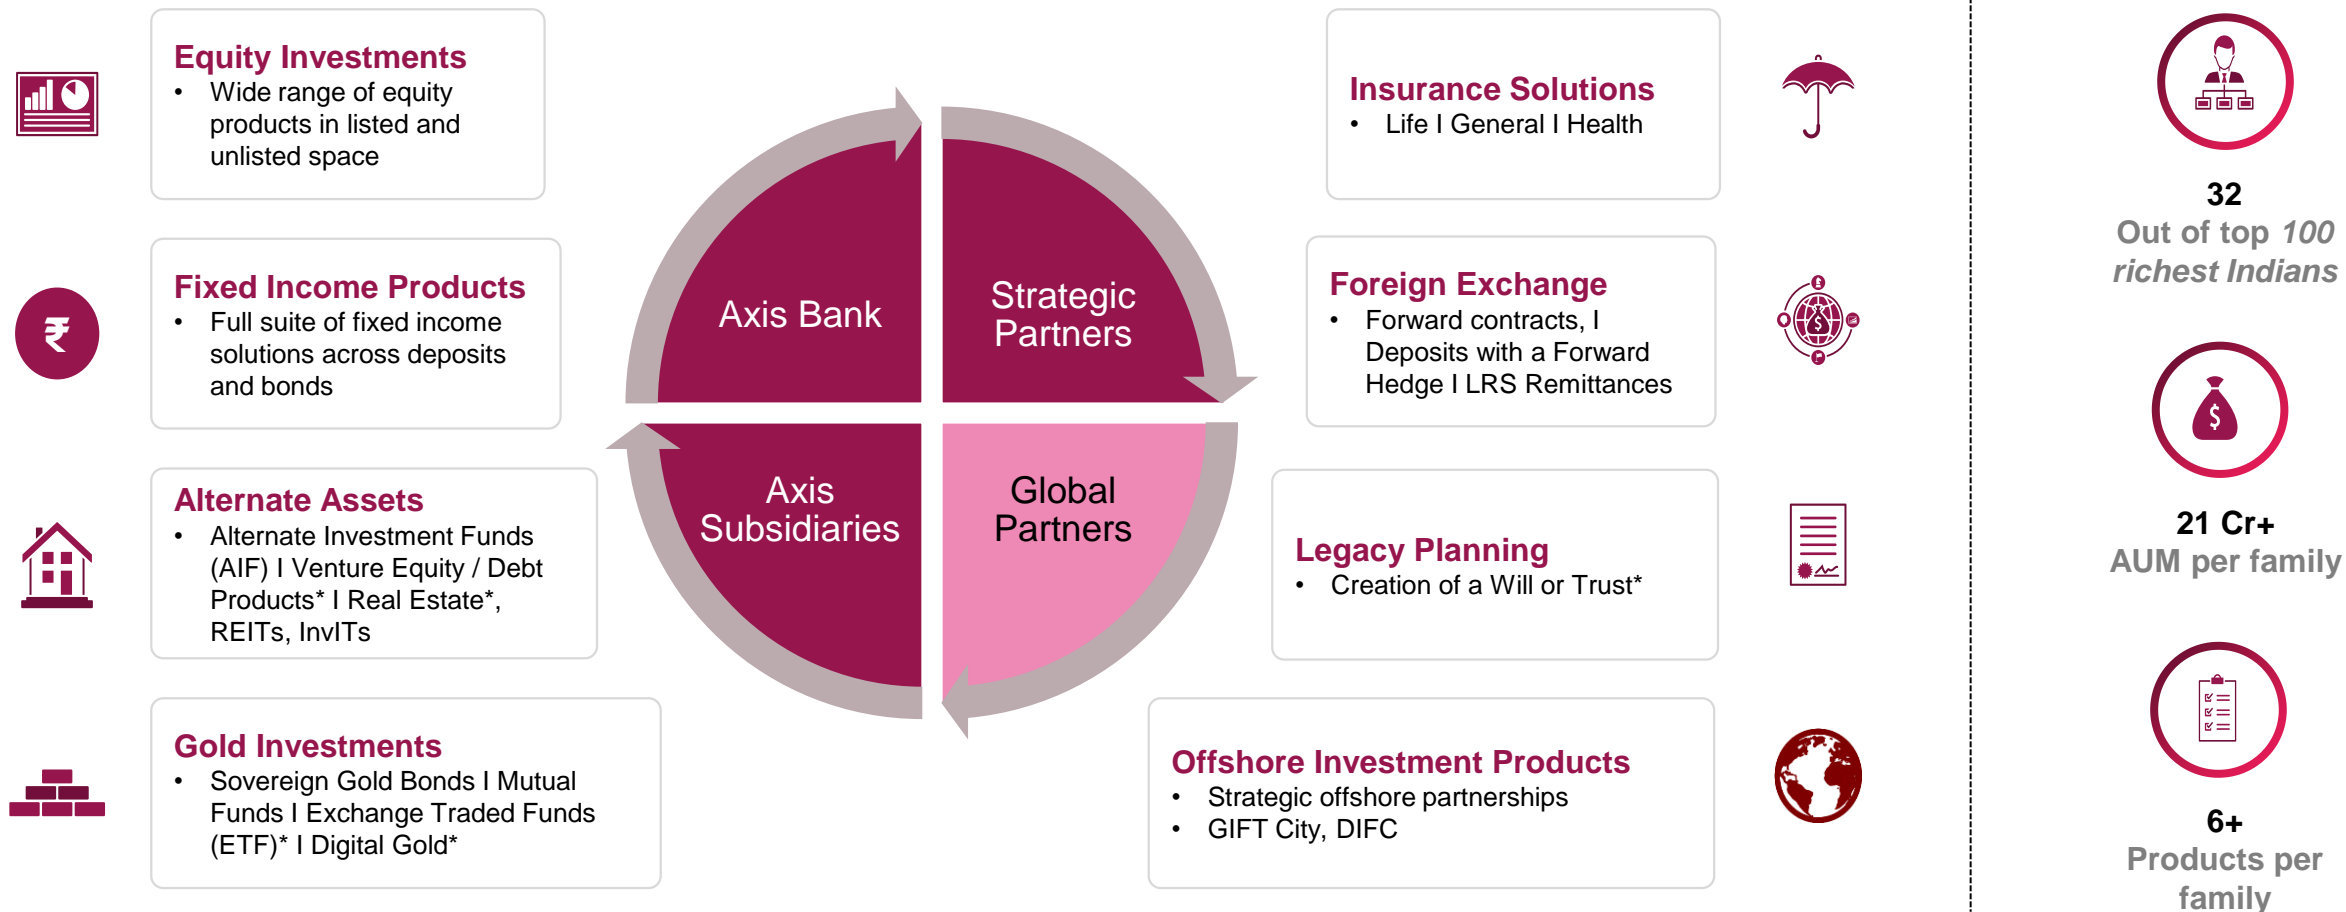 Equity Investments
• Wide range of equity
products in listed and
unlisted space
₹
Fixed Income Products
• Full suite of fixed income
solutions across deposits
and bonds
Alternate Assets
• Alternate Investment Funds
(AIF) I Venture Equity / Debt
Products* I Real Estate*,
REITs, InvITs
Gold Investments
• Sovereign Gold Bonds I Mutual
Funds I Exchange Traded Funds
(ETF)* I Digital Gold*
Axis Bank
Strategic
Partners
Axis
Subsidiaries
Global
Partners
Insurance Solutions
• Life I General I Health
Foreign Exchange
• Forward contracts, I
Deposits with a Forward
Hedge I LRS Remittances
$
Legacy Planning
• Creation of a Will or Trust*
Offshore Investment Products
• Strategic offshore partnerships
• GIFT City, DIFC
32
Out of top 100
richest Indians
$
21 Cr+
AUM per family
6+
Products per
family